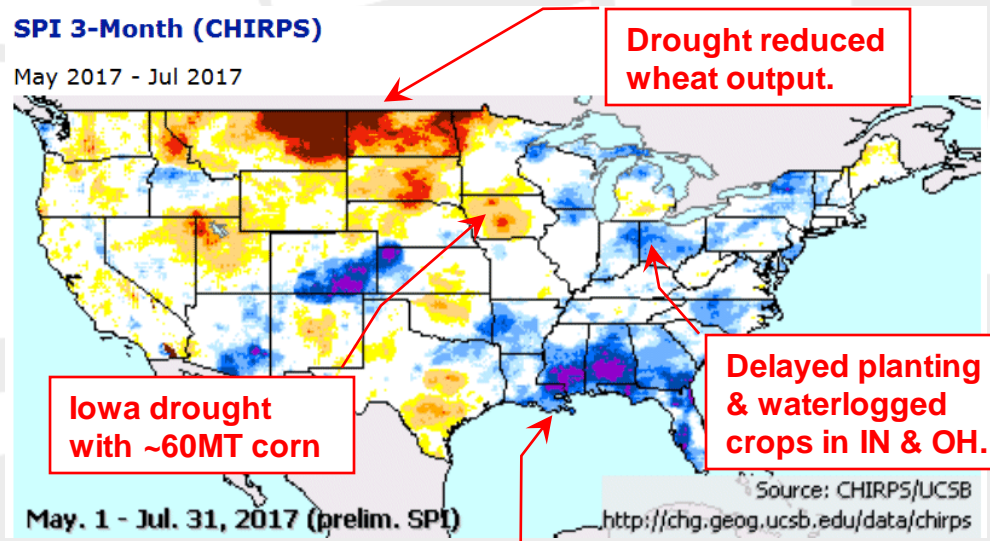 SPI 3-Month (CHIRPS)
May 2017 - Jul 2017
Drought reduced
wheat output.
Iowa drought
with ~60MT corn
Delayed planting
& waterlogged
crops in IN & OH.
May. 1 - Jul. 31, 2017 (prelim. SPI)
Source: CHIRPS/UCSB
http://chg.geog.ucsb.edu/data/chirps